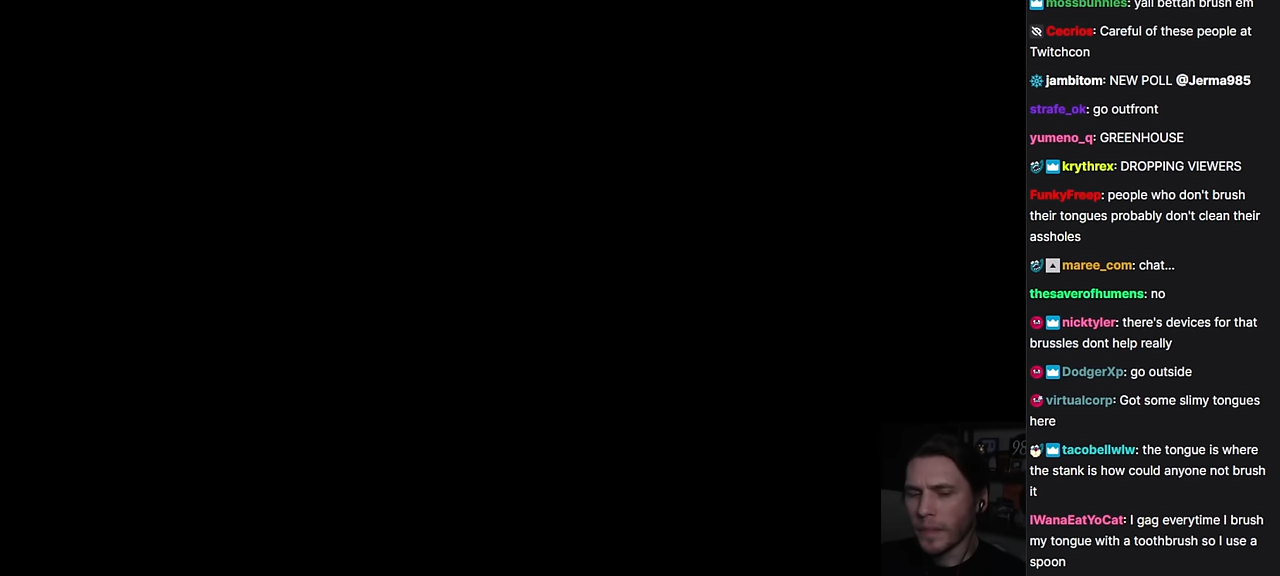 mossbunnies: yall bettah brush em
Cecrios: Careful of these people at
Twitchcon
jambitom: NEW POLL @Jerma985
strafe_ok: go outfront
yumeno_q: GREENHOUSE
krythrex: DROPPING VIEWERS
FunkyFreep: people who don't brush
their tongues probably don't clean their
assholes
maree_com: chat...
thesaverofhumens: no
nicktyler: there's devices for that
brussles dont help really
DodgerXp: go outside
virtualcorp: Got some slimy tongues
here
tacobellwlw: the tongue is where
the stank is how could anyone not brush
it
IWanaEatYoCat: I gag everytime I brush
my tongue with a toothbrush so I use a
spoon